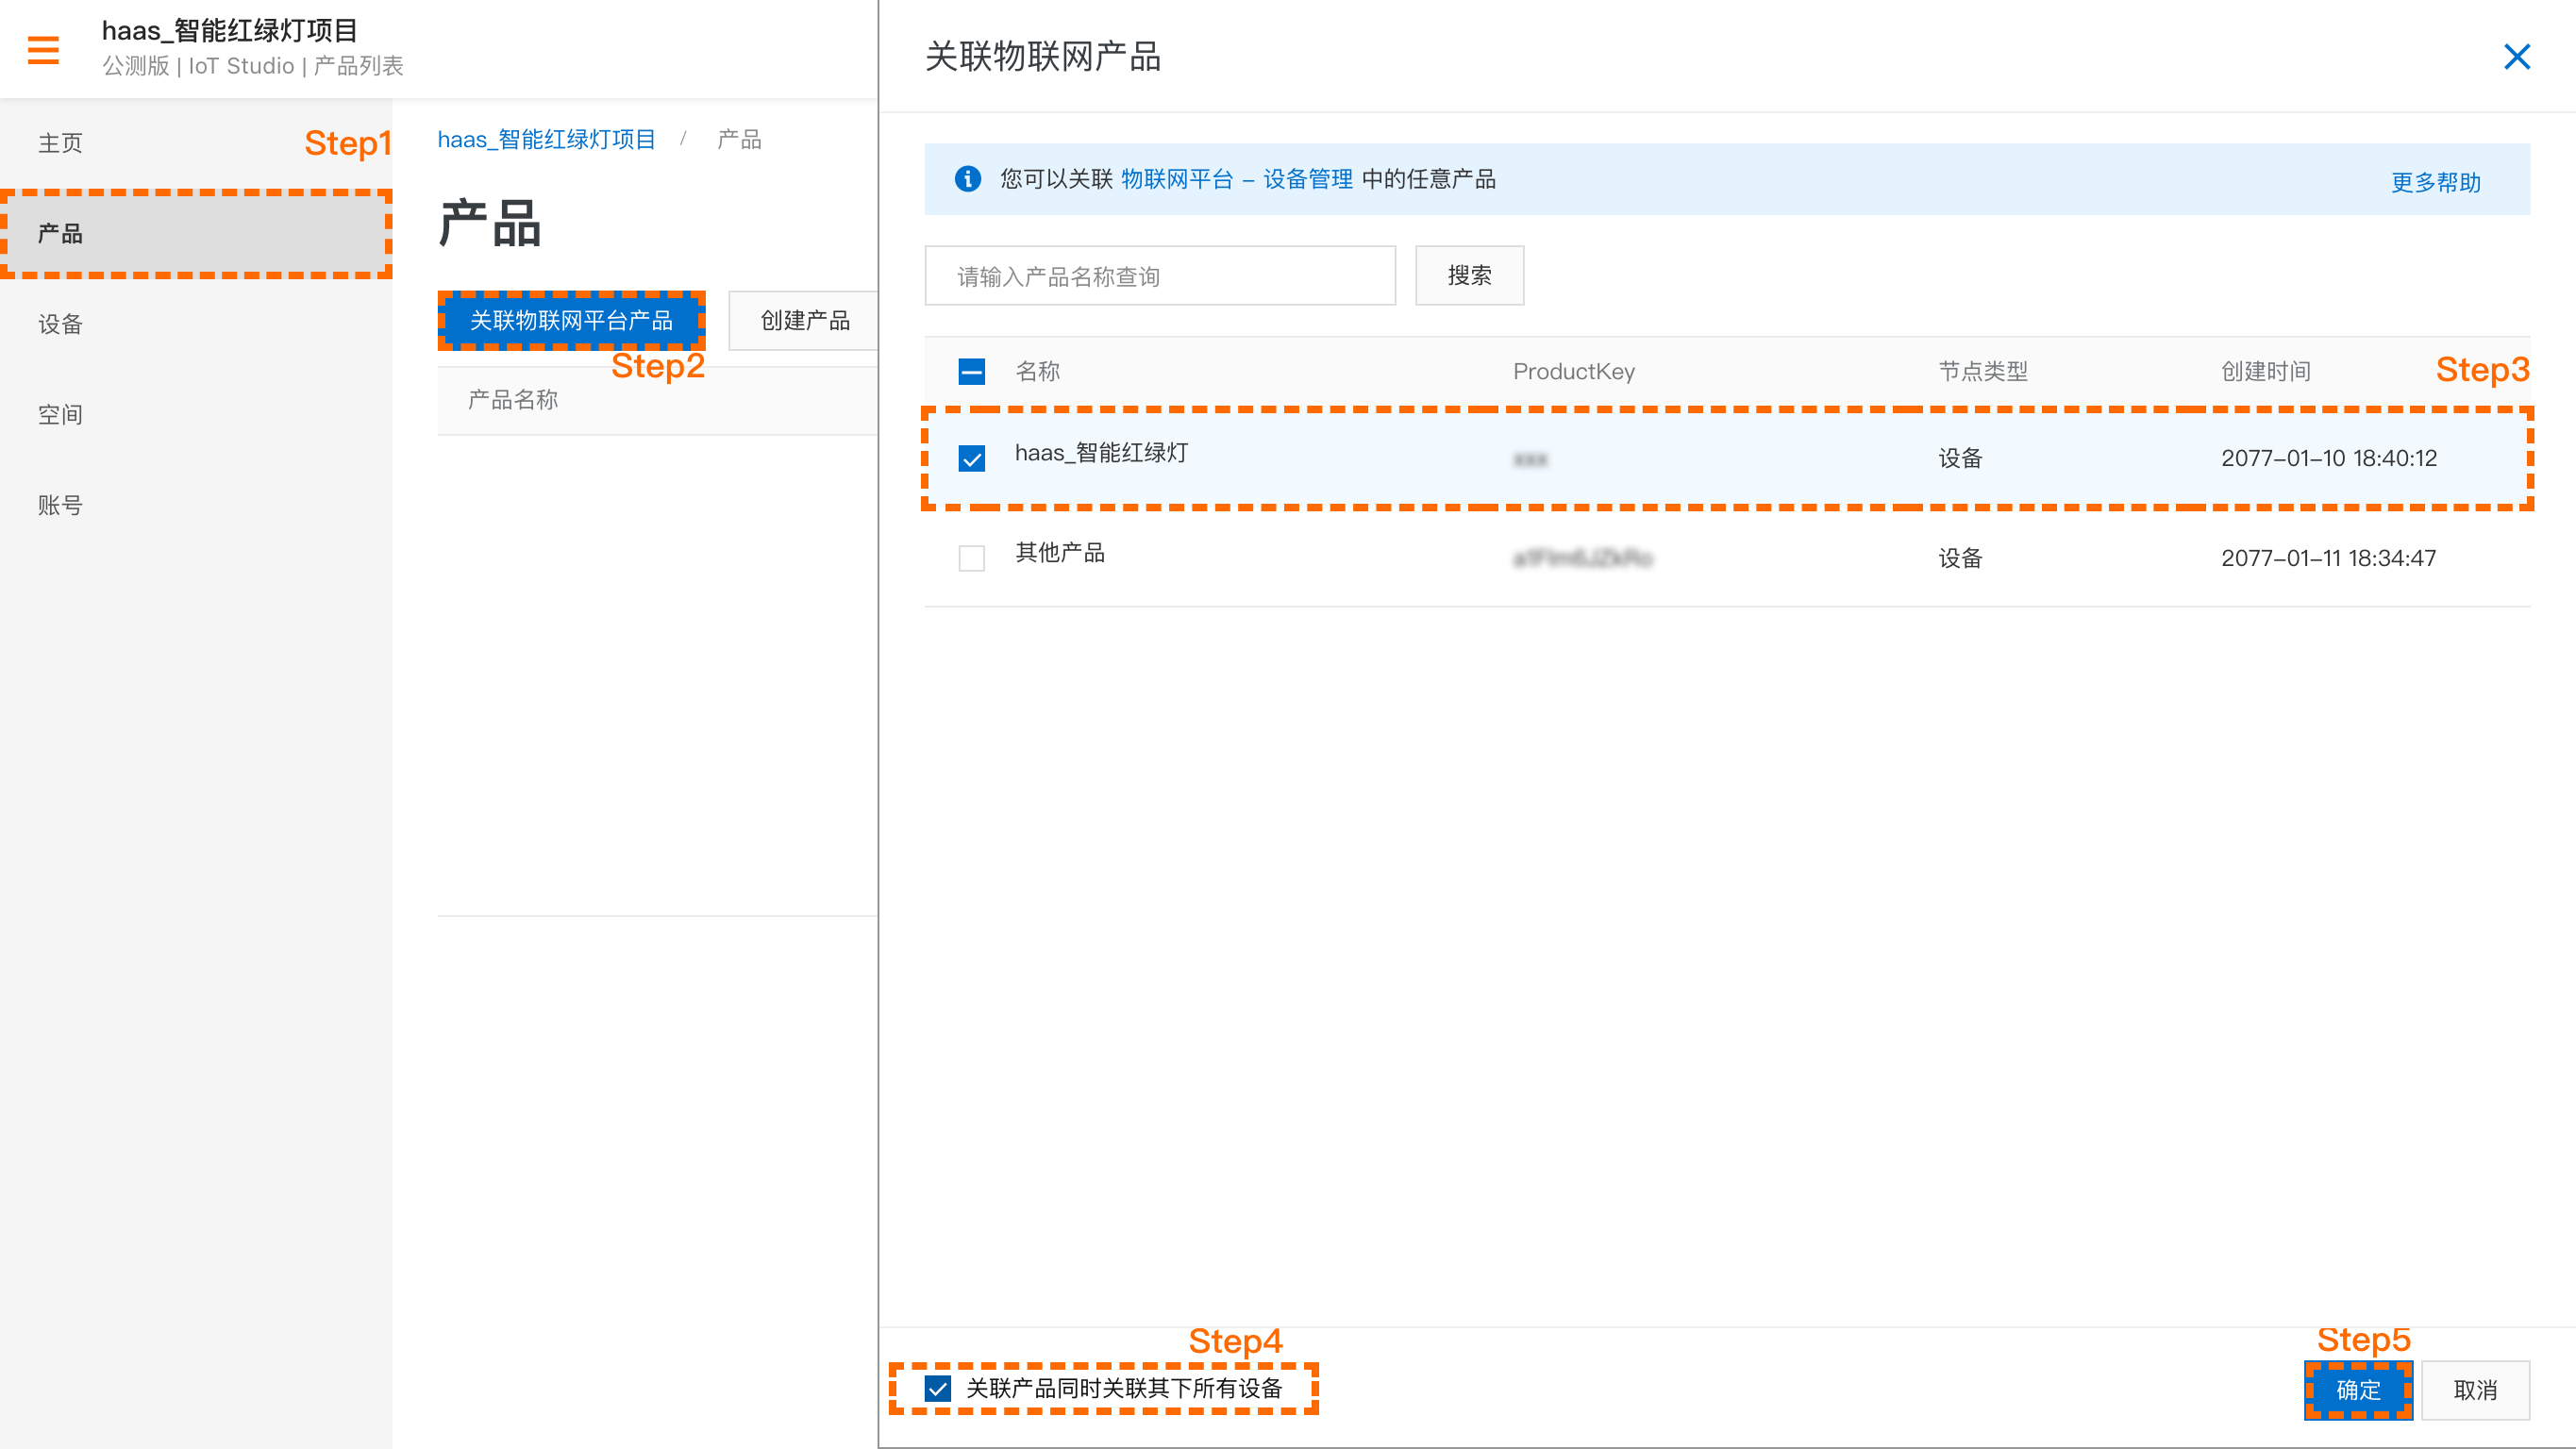 haas_智能红绿灯项目
公测版 | IoT Studio | 产品列表
主页
Step1
产品
设备
空间
账号
haas_智能红绿灯项目 / 产品
产品
关联物联网平台产品
创建产品
Step2
产品名称
关联物联网产品
您可以关联 物联网平台 – 设备管理 中的任意产品
更多帮助
请输入产品名称查询
搜索
名称 ProductKey 节点类型 创建时间
Step3
haas_智能红绿灯 xxx 设备 2077–01–10 18:40:12
其他产品 设备 2077–01–11 18:34:47
Step4
关联产品同时关联其下所有设备
Step5
确定
取消